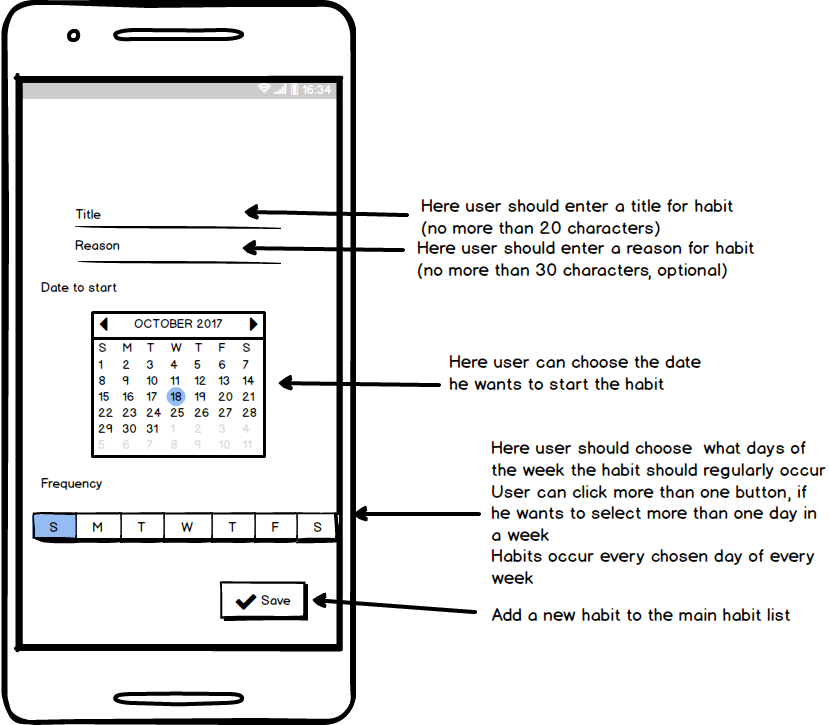 16:34
Title
Here user should enter a title for habit
(no more than 20 characters)
Reason
Here user should enter a reason for habit
(no more than 30 characters, optional)
Date to start
OCTOBER 2017
S M T W T F S
1 2 3 4 5 6 7
8 9 10 11 12 13 14
15 16 17 18 19 20 21
22 23 24 25 26 27 28
29 30 31 1 2 3 4
5 6 7 8 9 10 11
Here user can choose the date
he wants to start the habit
Frequency
S M T W T F S
Here user should choose what days of
the week the habit should regularly occur
User can click more than one button, if
he wants to select more than one day in
a week
Habits occur every chosen day of every
week
Save
Add a new habit to the main habit list